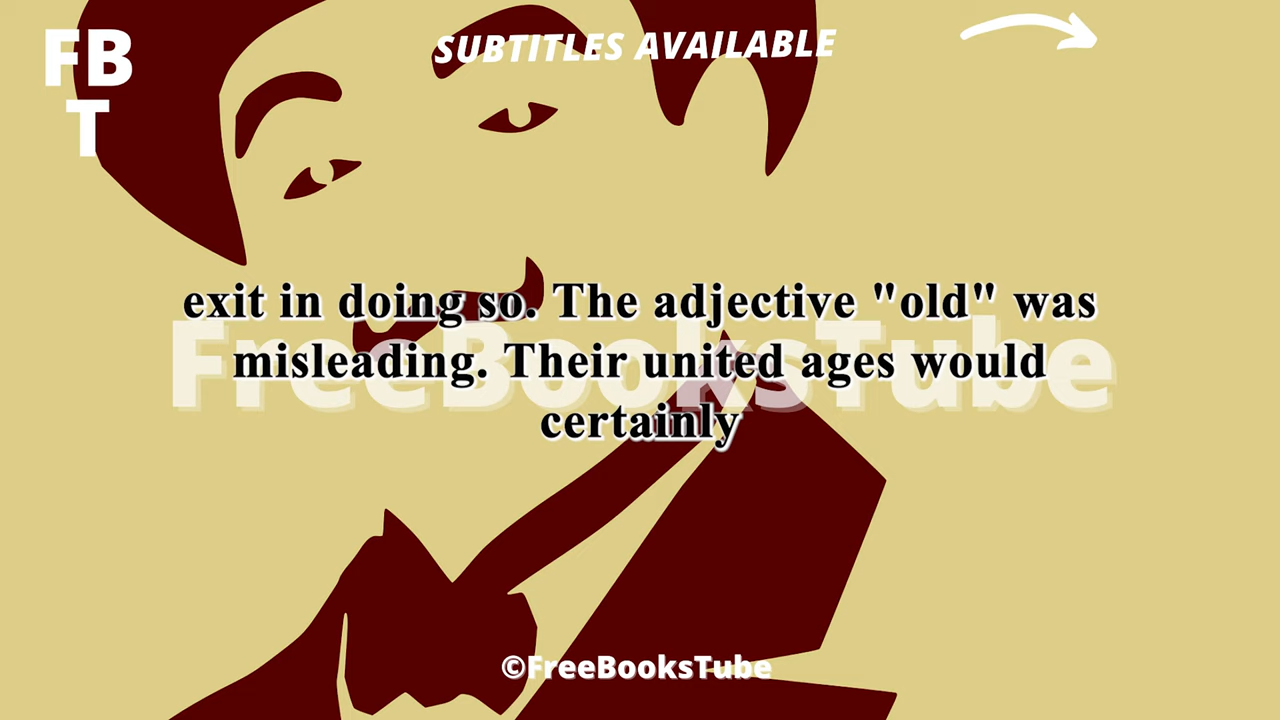 FB
T
SUBTITLES AVAILABLE
exit in doing so. The adjective "old" was
misleading. Their united ages would
certainly
FreeBooksTube
©FreeBooksTube